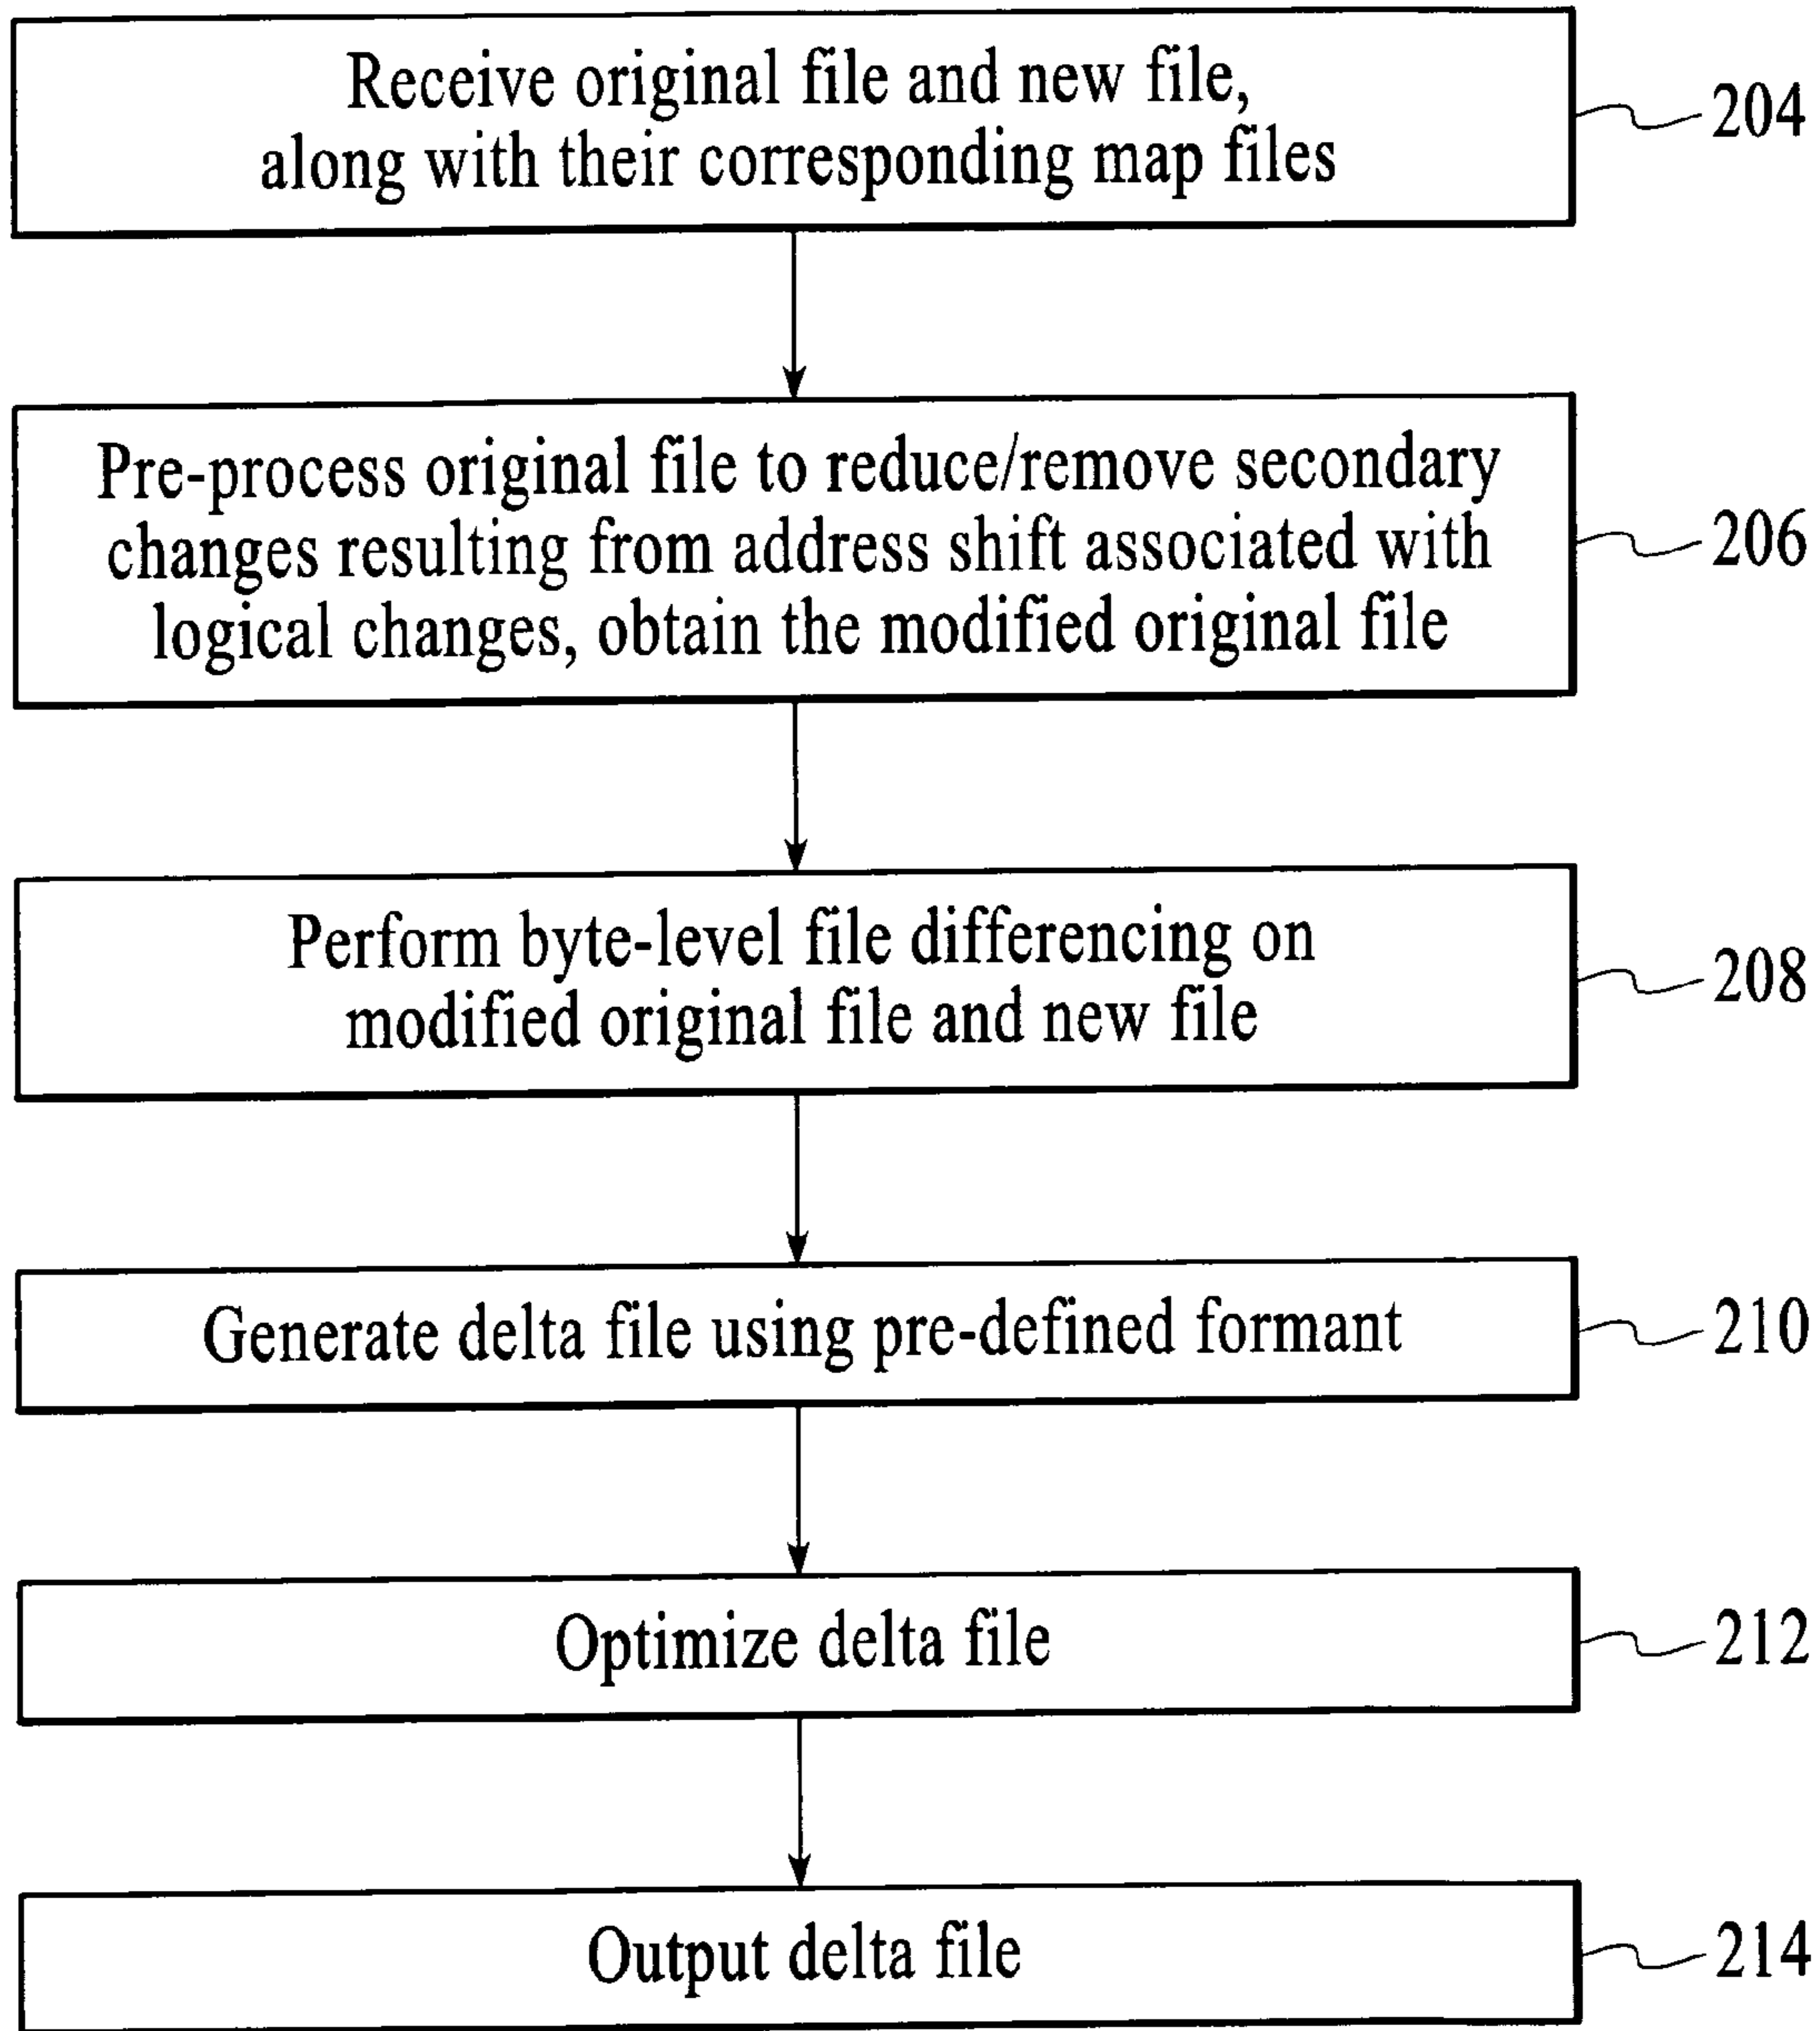 Receive original file and new file,
along with their corresponding map files
204
Pre-process original file to reduce/remove secondary
changes resulting from address shift associated with
logical changes, obtain the modified original file
206
Perform byte-level file differencing on
modified original file and new file
208
Generate delta file using pre-defined formant
210
Optimize delta file
212
Output delta file
214